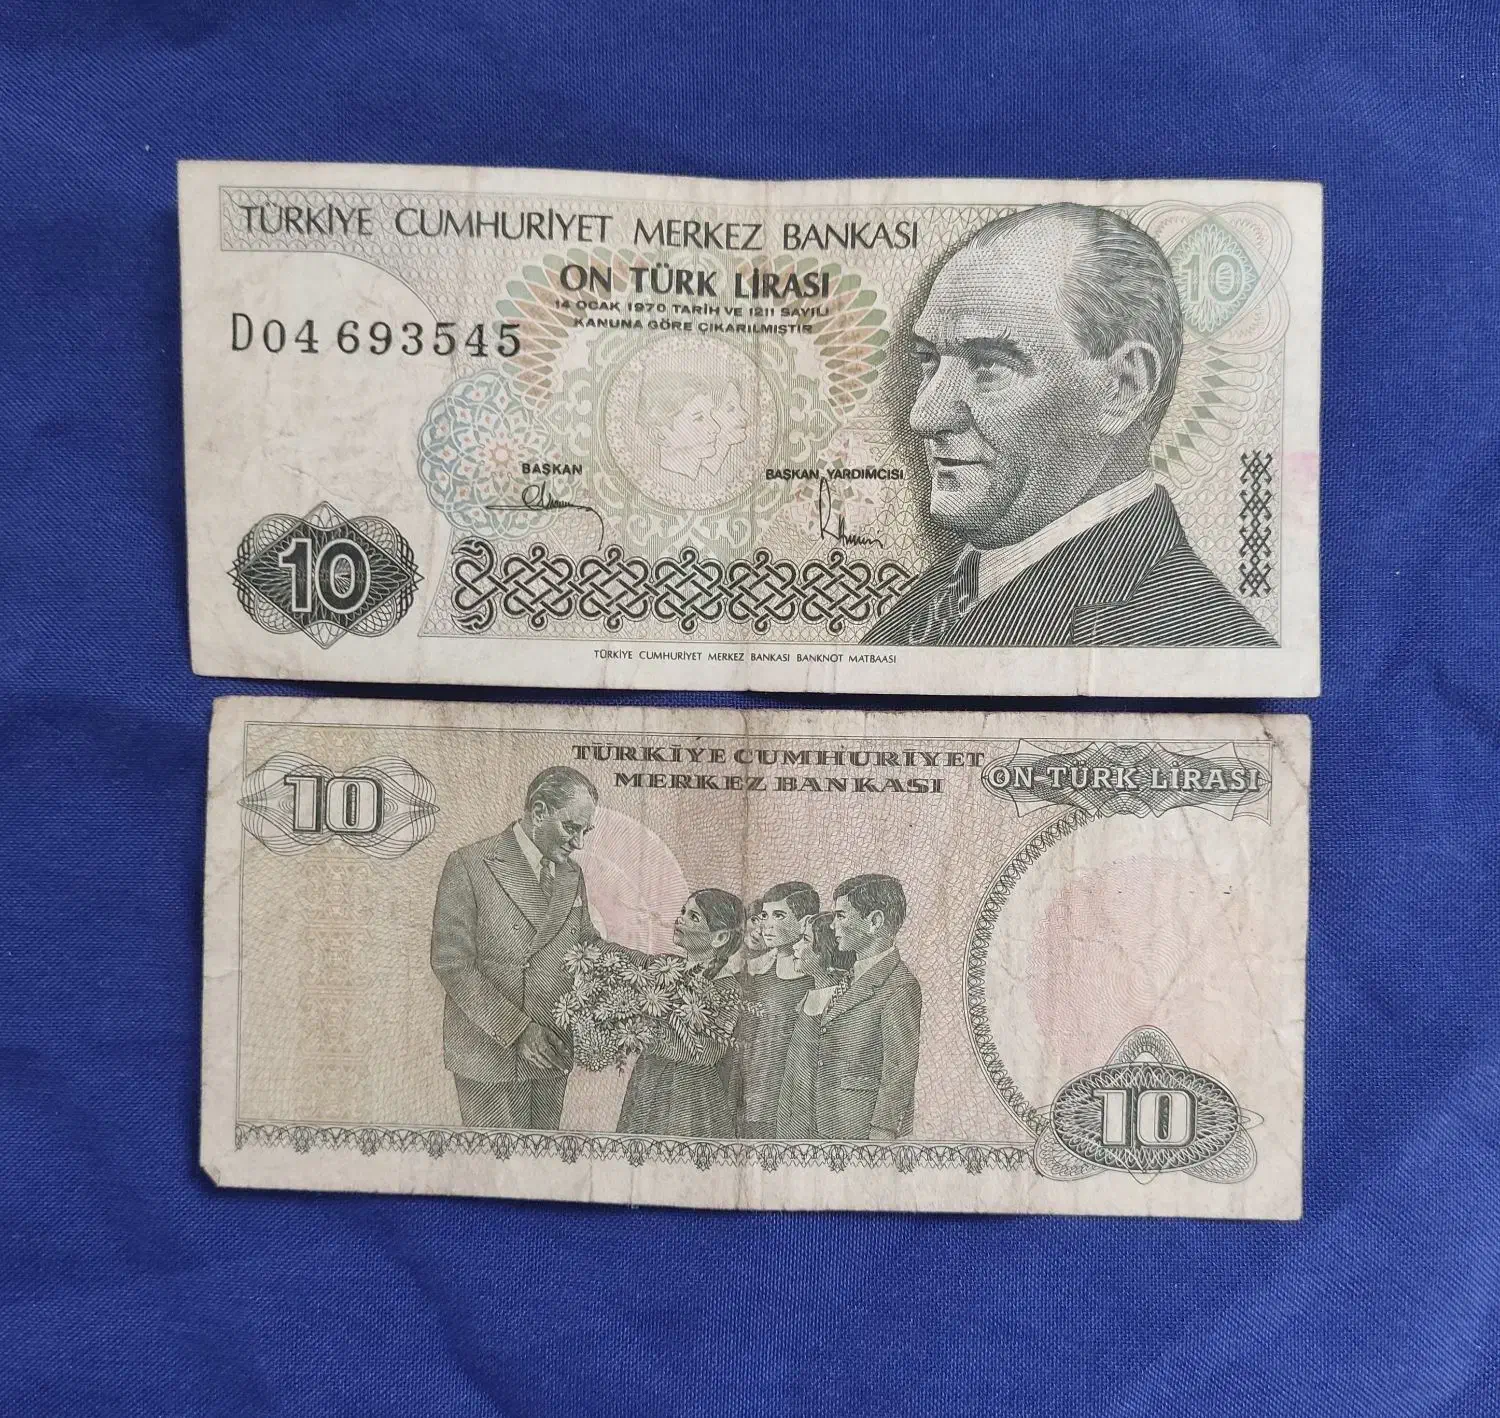 TÜRKİYE CUMHURİYET MERKEZ BANKASI
ON TÜRK LİRASI
14 OCAK 1970 TARİH VE 1211 SAYILI
KANUNA GÖRE ÇIKARILMIŞTIR
10
D04 693545
BAŞKAN
BAŞKAN YARDIMCISI
10
TÜRKİYE CUMHURİYET MERKEZ BANKASI BANKNOT MATBAASI
TÜRKİYE CUMHURİYET
MERKEZ BANKASI
ON TÜRK LİRASI
10
10